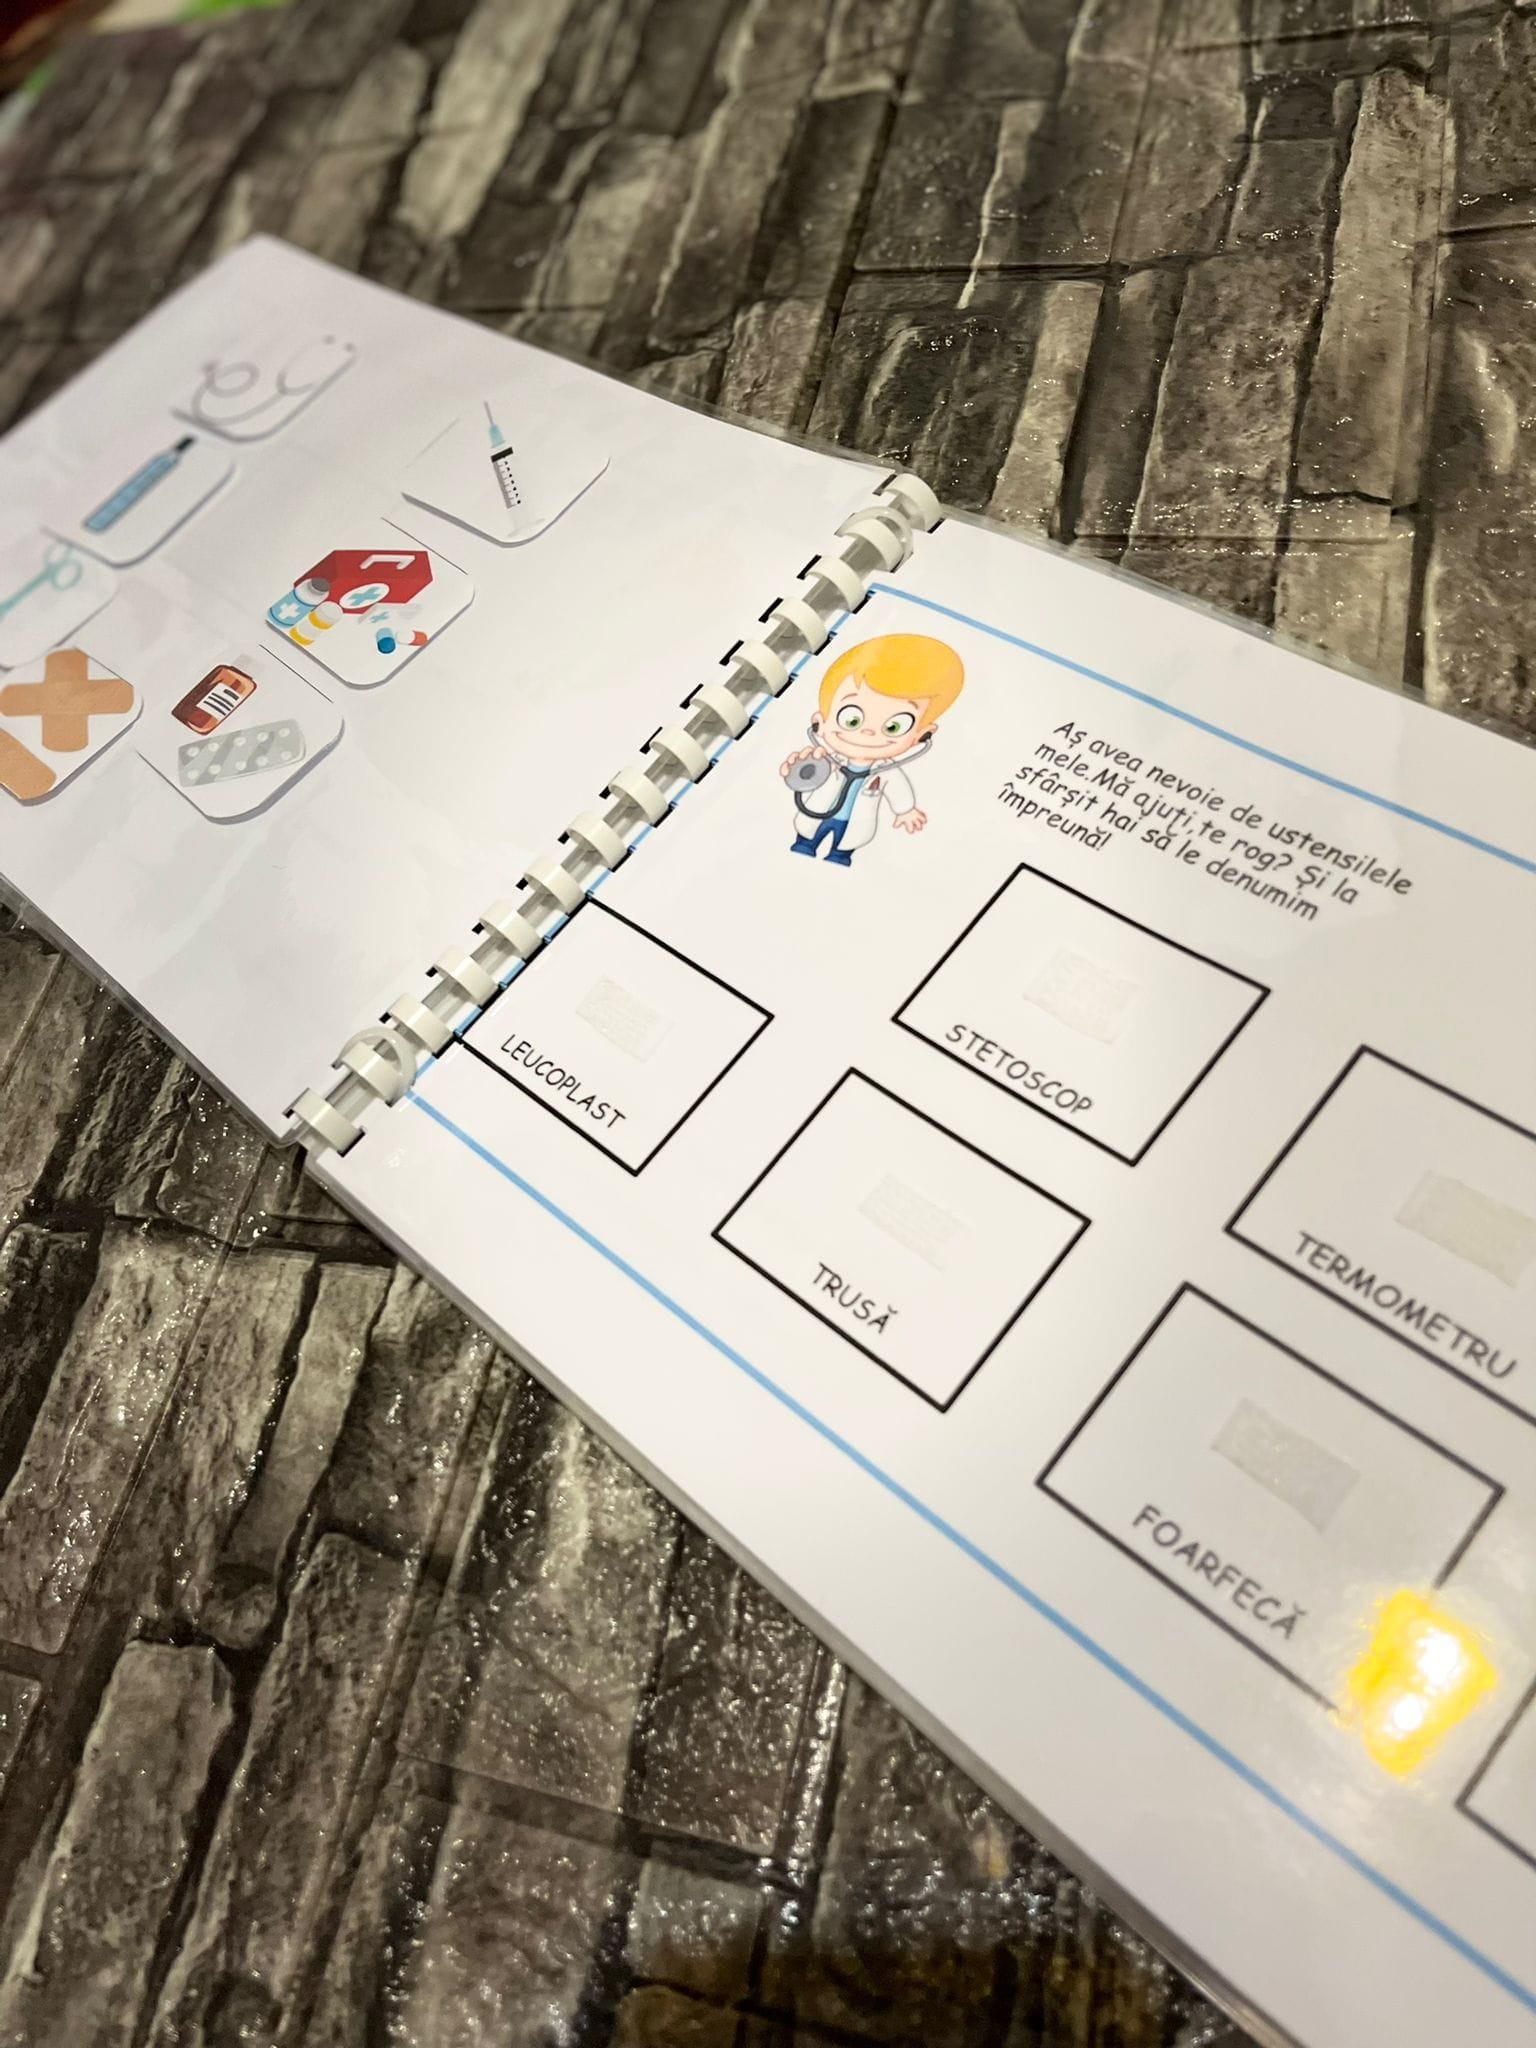 Aș avea nevoie de ustensilele
mele.Mă ajuți,te rog? Și la
sfârșit hai să le denumim
împreună!
STETOSCOP
TERMOMETRU
LEUCOPLAST
TRUSĂ
FOARFECĂ